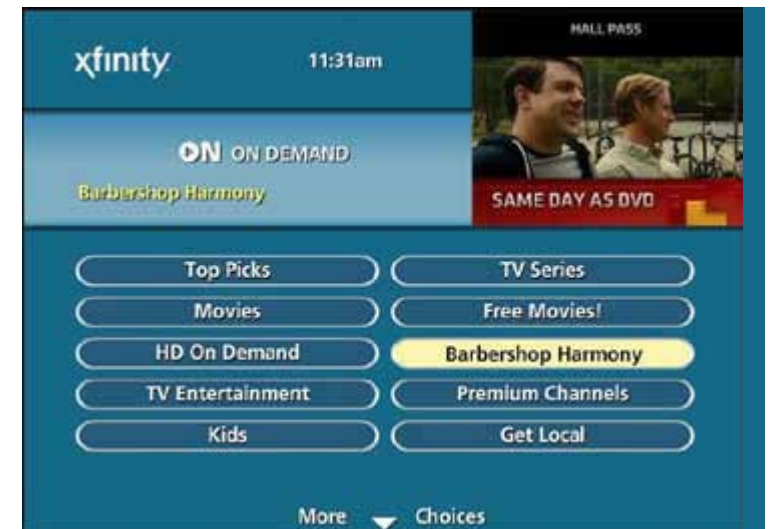 HALL PASS
xfinity 11:31am
ON ON DEMAND
Barbershop Harmony
SAME DAY AS DVD
Top Picks TV Series
Movies Free Movies!
HD On Demand Barbershop Harmony
TV Entertainment Premium Channels
Kids Get Local
More Choices